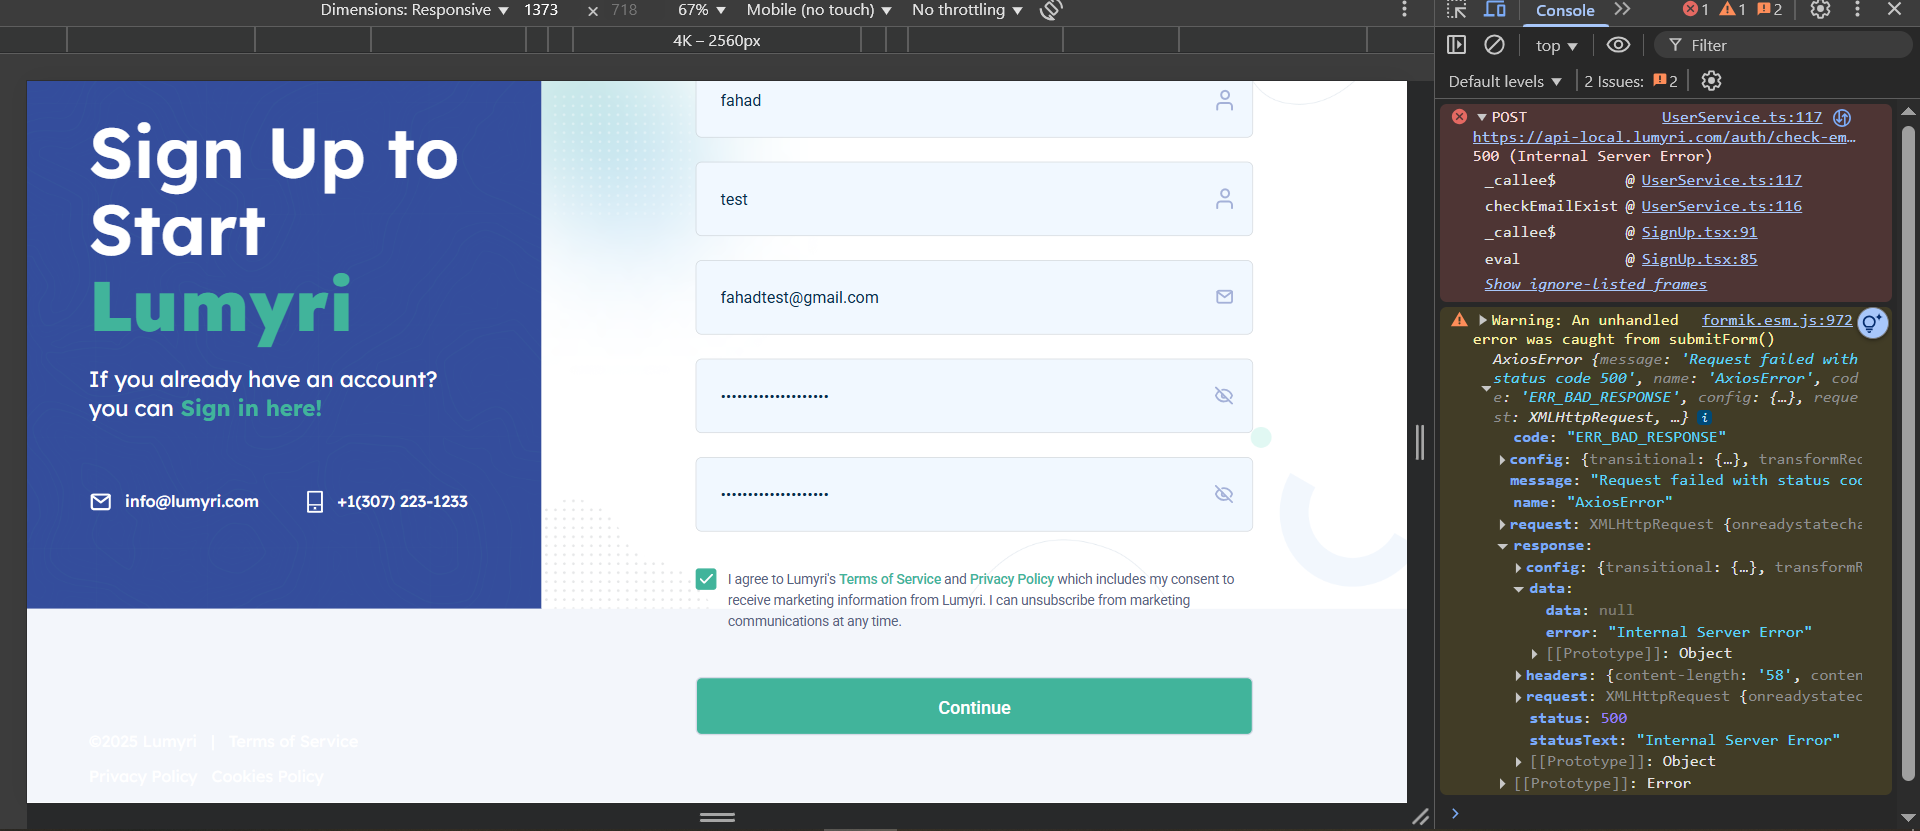 Dimensions: Responsive 1373 × 718 67% Mobile (no touch) No throttling
4K – 2560px
Sign Up to
Start
Lumyri
If you already have an account?
you can Sign in here!
info@lumyri.com +1(307) 223-1233
©2025 Lumyri | Terms of Service
Privacy Policy Cookies Policy
fahad
test
fahadtest@gmail.com
••••••••••••••••••••
••••••••••••••••••••
I agree to Lumyri's Terms of Service and Privacy Policy which includes my consent to
receive marketing information from Lumyri. I can unsubscribe from marketing
communications at any time.
Continue
Console 1 1 2
top Filter
Default levels 2 Issues: 2
POST UserService.ts:117
https://api-local.lumyri.com/auth/check-em…
500 (Internal Server Error)
_callee$ @ UserService.ts:117
checkEmailExist @ UserService.ts:116
_callee$ @ SignUp.tsx:91
eval @ SignUp.tsx:85
Show ignore-listed frames
Warning: An unhandled formik.esm.js:972
error was caught from submitForm()
AxiosError {message: 'Request failed with
status code 500', name: 'AxiosError', cod
e: 'ERR_BAD_RESPONSE', config: {…}, reque
st: XMLHttpRequest, …} i
code: "ERR_BAD_RESPONSE"
config: {transitional: {…}, transformRec
message: "Request failed with status coc
name: "AxiosError"
request: XMLHttpRequest {onreadystatecha
response:
config: {transitional: {…}, transformR
data:
data: null
error: "Internal Server Error"
[[Prototype]]: Object
headers: {content-length: '58', conten
request: XMLHttpRequest {onreadystatec
status: 500
statusText: "Internal Server Error"
[[Prototype]]: Object
[[Prototype]]: Error